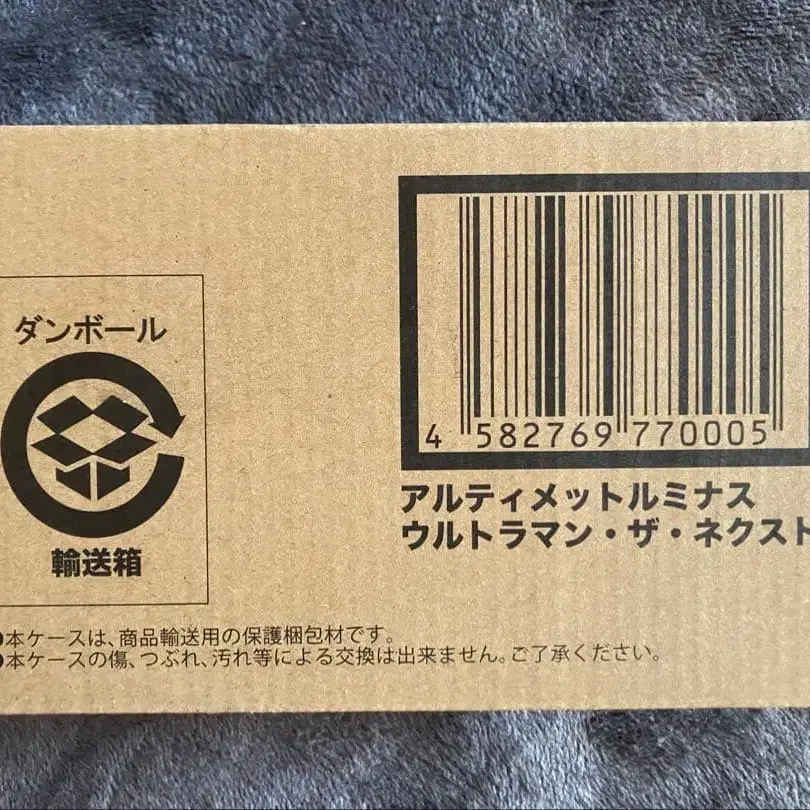 ダンボール
輸送箱
4 582769 770005
アルティメットルミナス
ウルトラマン・ザ・ネクスト
●本ケースは、商品輸送用の保護梱包材です。
●本ケースの傷、つぶれ、汚れ等による交換は出来ません。ご了承ください。